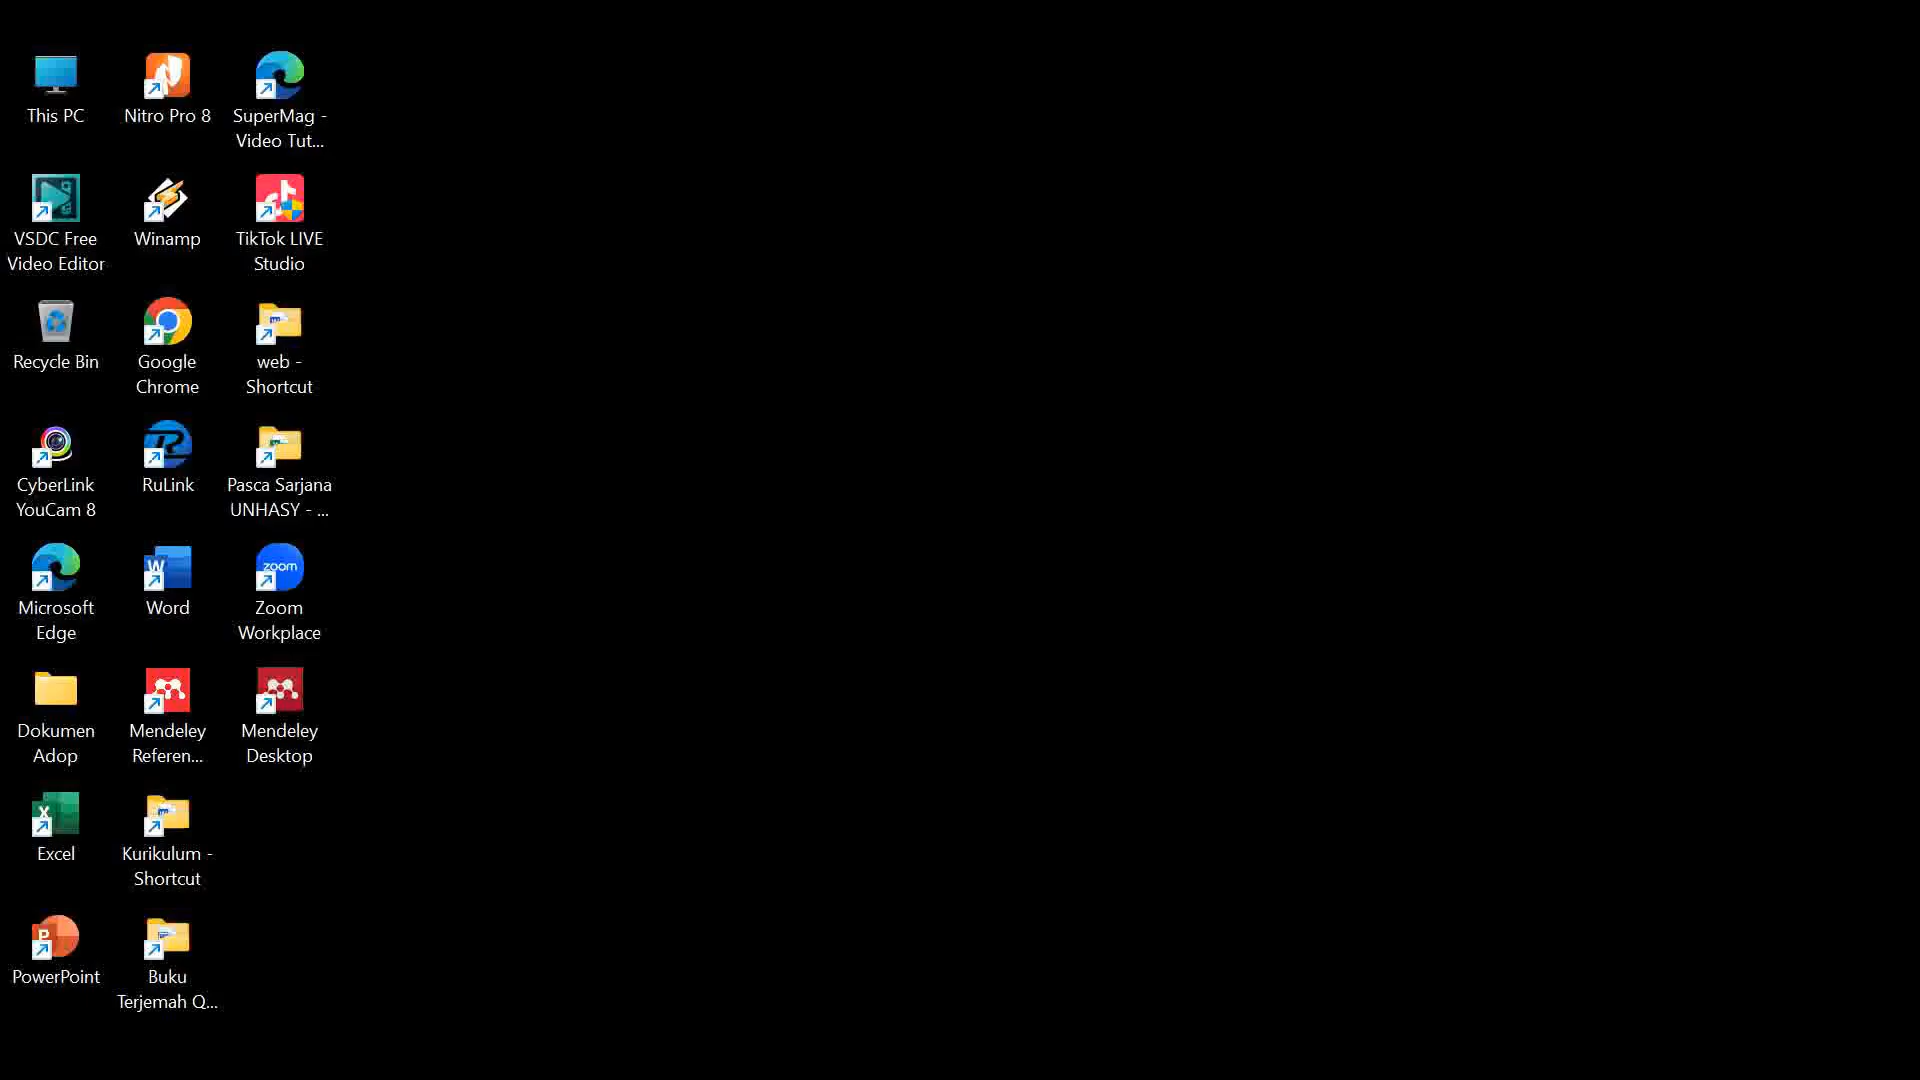 This PC
Nitro Pro 8
SuperMag -
Video Tut...
VSDC Free
Video Editor
Winamp
TikTok LIVE
Studio
Recycle Bin
Google
Chrome
web -
Shortcut
CyberLink
YouCam 8
RuLink
Pasca Sarjana
UNHASY - ...
Microsoft
Edge
Word
zoom
Zoom
Workplace
Dokumen
Adop
Mendeley
Referen...
Mendeley
Desktop
Excel
Kurikulum -
Shortcut
PowerPoint
Buku
Terjemah Q...